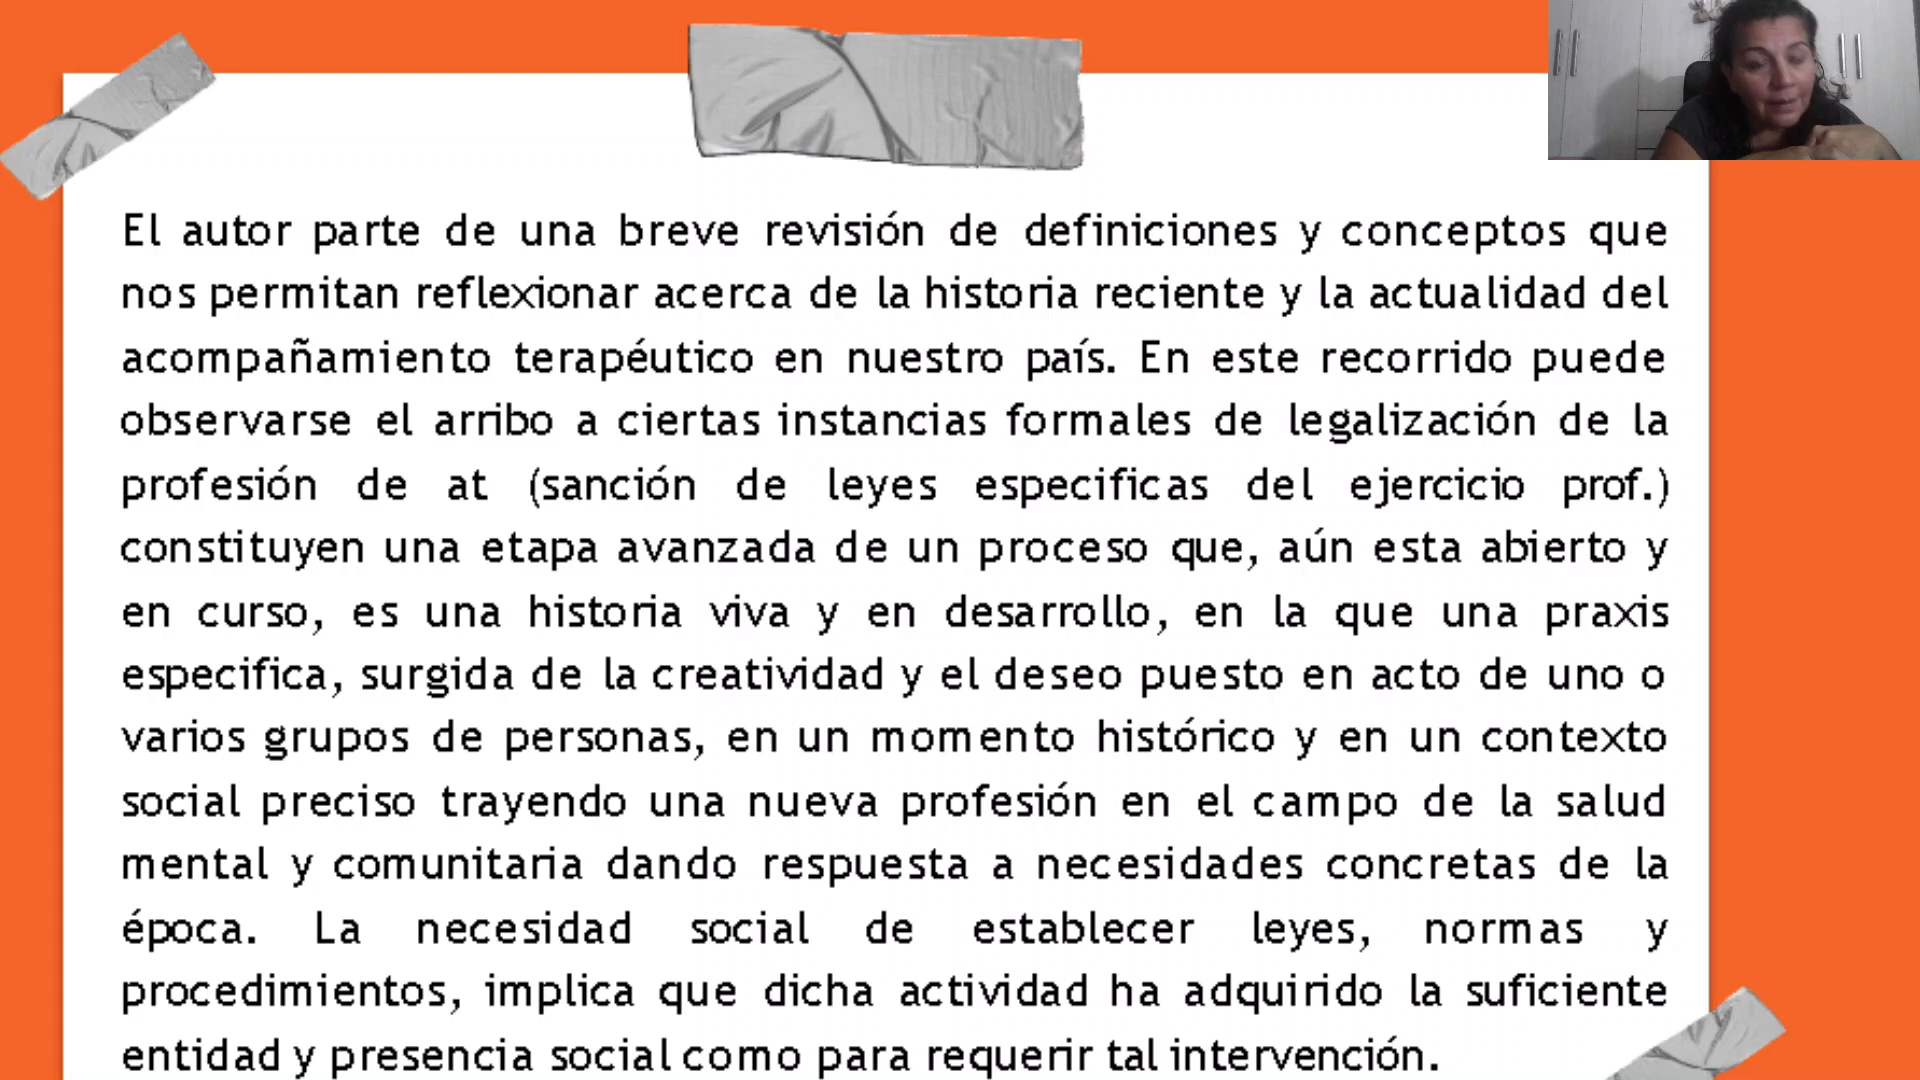 El autor parte de una breve revisión de definiciones y conceptos que
nos permitan reflexionar acerca de la historia reciente y la actualidad del
acompañamiento terapéutico en nuestro país. En este recorrido puede
observarse el arribo a ciertas instancias formales de legalización de la
profesión de at (sanción de leyes especificas del ejercicio prof.)
constituyen una etapa avanzada de un proceso que, aún esta abierto y
en curso, es una historia viva y en desarrollo, en la que una praxis
especifica, surgida de la creatividad y el deseo puesto en acto de uno o
varios grupos de personas, en un momento histórico y en un contexto
social preciso trayendo una nueva profesión en el campo de la salud
mental y comunitaria dando respuesta a necesidades concretas de la
época. La necesidad social de establecer leyes, normas y
procedimientos, implica que dicha actividad ha adquirido la suficiente
entidad y presencia social como para requerir tal intervención.